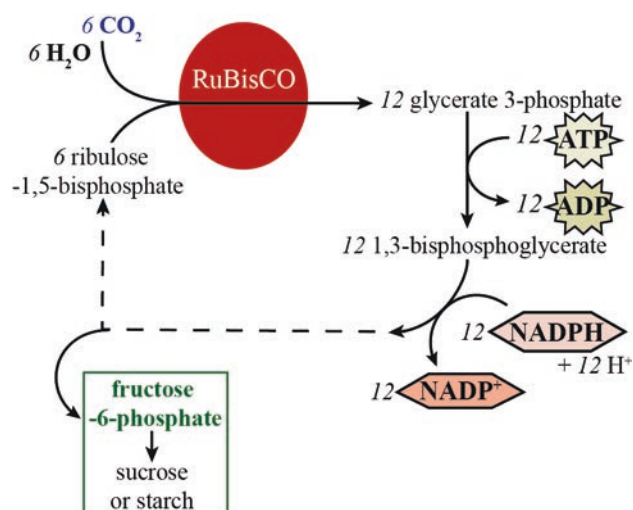 6 CO₂
6 H₂O
RuBisCO
12 glycerate 3-phosphate
12 ATP
6 ribulose
-1,5-bisphosphate
12 ADP
12 1,3-bisphosphoglycerate
12 NADPH
+ 12 H⁺
12 NADP⁺
fructose
-6-phosphate
sucrose
or starch